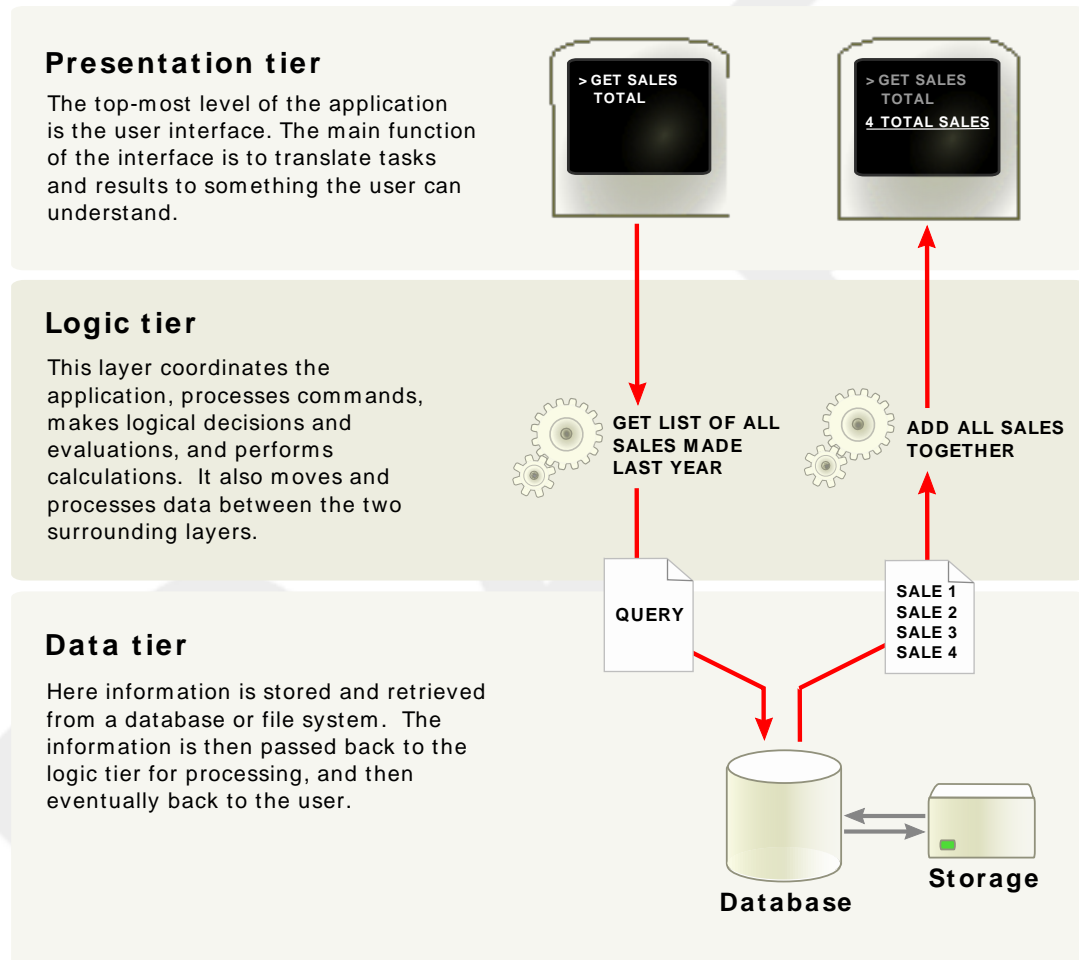 Presentation tier
The top-most level of the application
is the user interface. The main function
of the interface is to translate tasks
and results to something the user can
understand.
> GET SALES
TOTAL
> GET SALES
TOTAL
4 TOTAL SALES
Logic tier
This layer coordinates the
application, processes commands,
makes logical decisions and
evaluations, and performs
calculations. It also moves and
processes data between the two
surrounding layers.
GET LIST OF ALL
SALES MADE
LAST YEAR
ADD ALL SALES
TOGETHER
QUERY
SALE 1
SALE 2
SALE 3
SALE 4
Data tier
Here information is stored and retrieved
from a database or file system. The
information is then passed back to the
logic tier for processing, and then
eventually back to the user.
Database
Storage